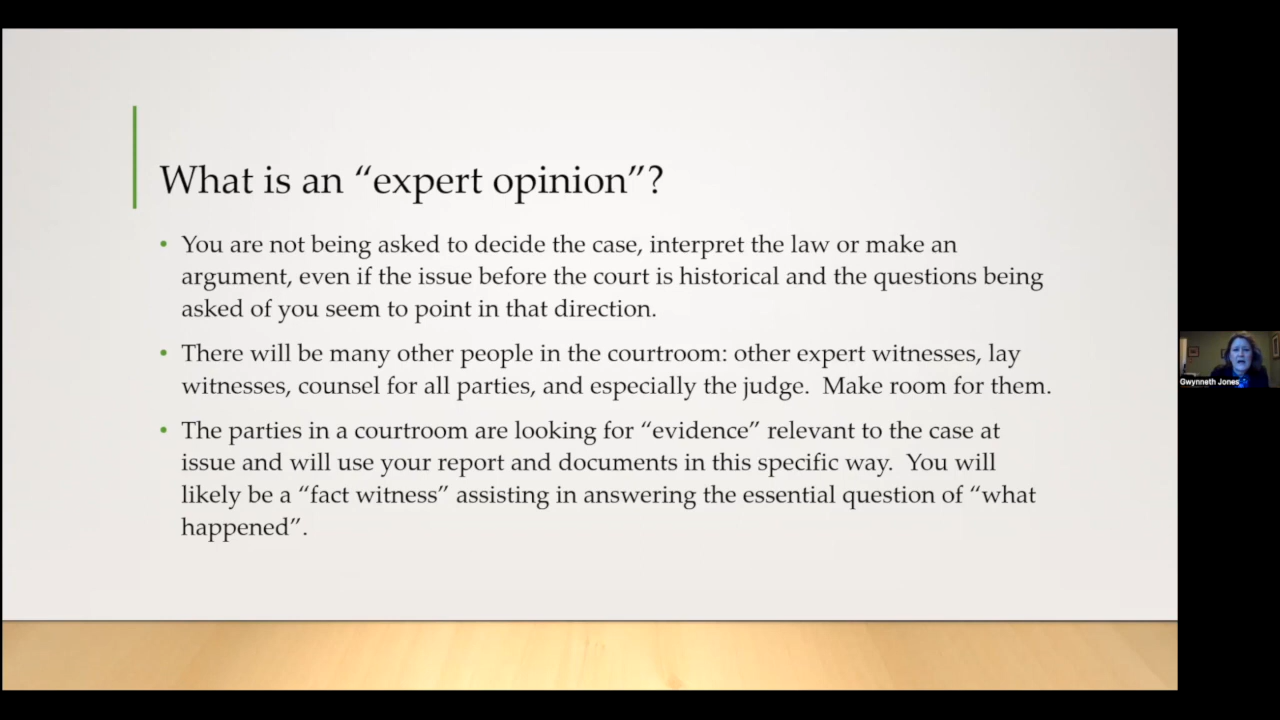 What is an “expert opinion”?
• You are not being asked to decide the case, interpret the law or make an
argument, even if the issue before the court is historical and the questions being
asked of you seem to point in that direction.
• There will be many other people in the courtroom: other expert witnesses, lay
witnesses, counsel for all parties, and especially the judge.  Make room for them.
• The parties in a courtroom are looking for “evidence” relevant to the case at
issue and will use your report and documents in this specific way.  You will
likely be a “fact witness” assisting in answering the essential question of “what
happened”.
Gwynneth Jones